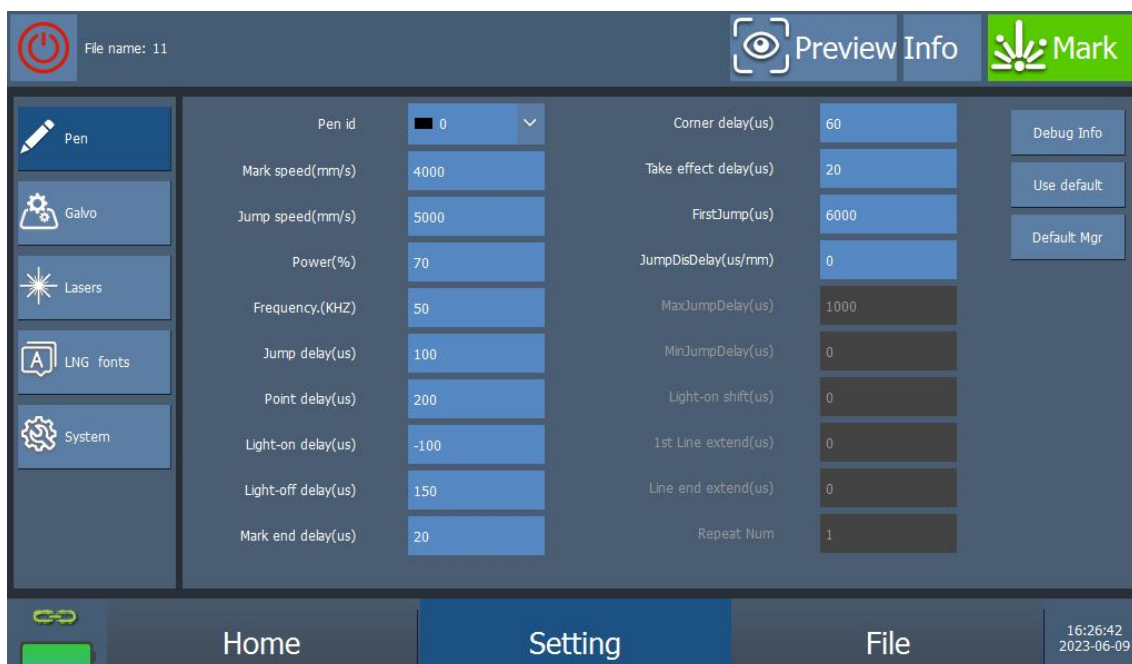 File name: 11
Preview
Info
Mark
Pen
Galvo
Lasers
LNG fonts
System
Pen id 0
Mark speed(mm/s) 4000
Jump speed(mm/s) 5000
Power(%) 70
Frequency.(KHZ) 50
Jump delay(us) 100
Point delay(us) 200
Light-on delay(us) -100
Light-off delay(us) 150
Mark end delay(us) 20
Corner delay(us) 60
Take effect delay(us) 20
FirstJump(us) 6000
JumpDisDelay(us/mm) 0
MaxJumpDelay(us) 1000
MinJumpDelay(us) 0
Light-on shift(us) 0
1st Line extend(us) 0
Line end extend(us) 0
Repeat Num 1
Debug Info
Use default
Default Mgr
Home
Setting
File
16:26:42
2023-06-09